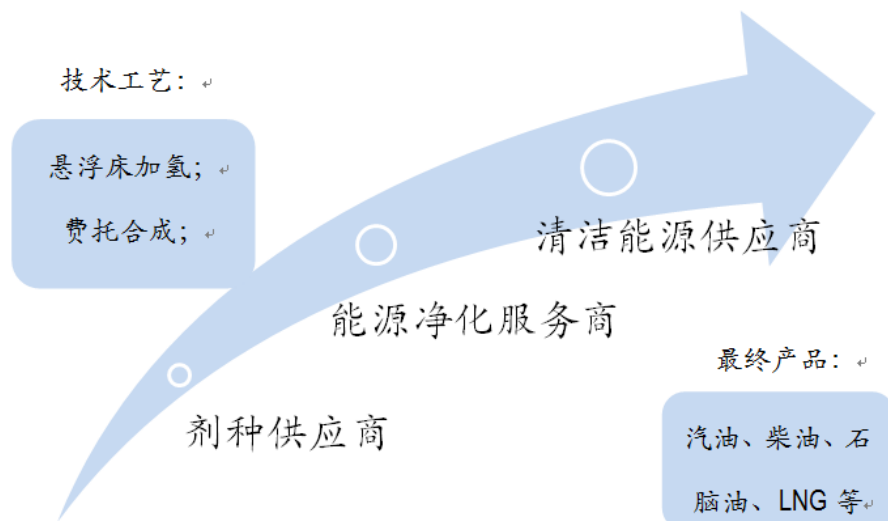 技术工艺：
悬浮床加氢；
费托合成；
清洁能源供应商
能源净化服务商
剂种供应商
最终产品：
汽油、柴油、石
脑油、LNG 等